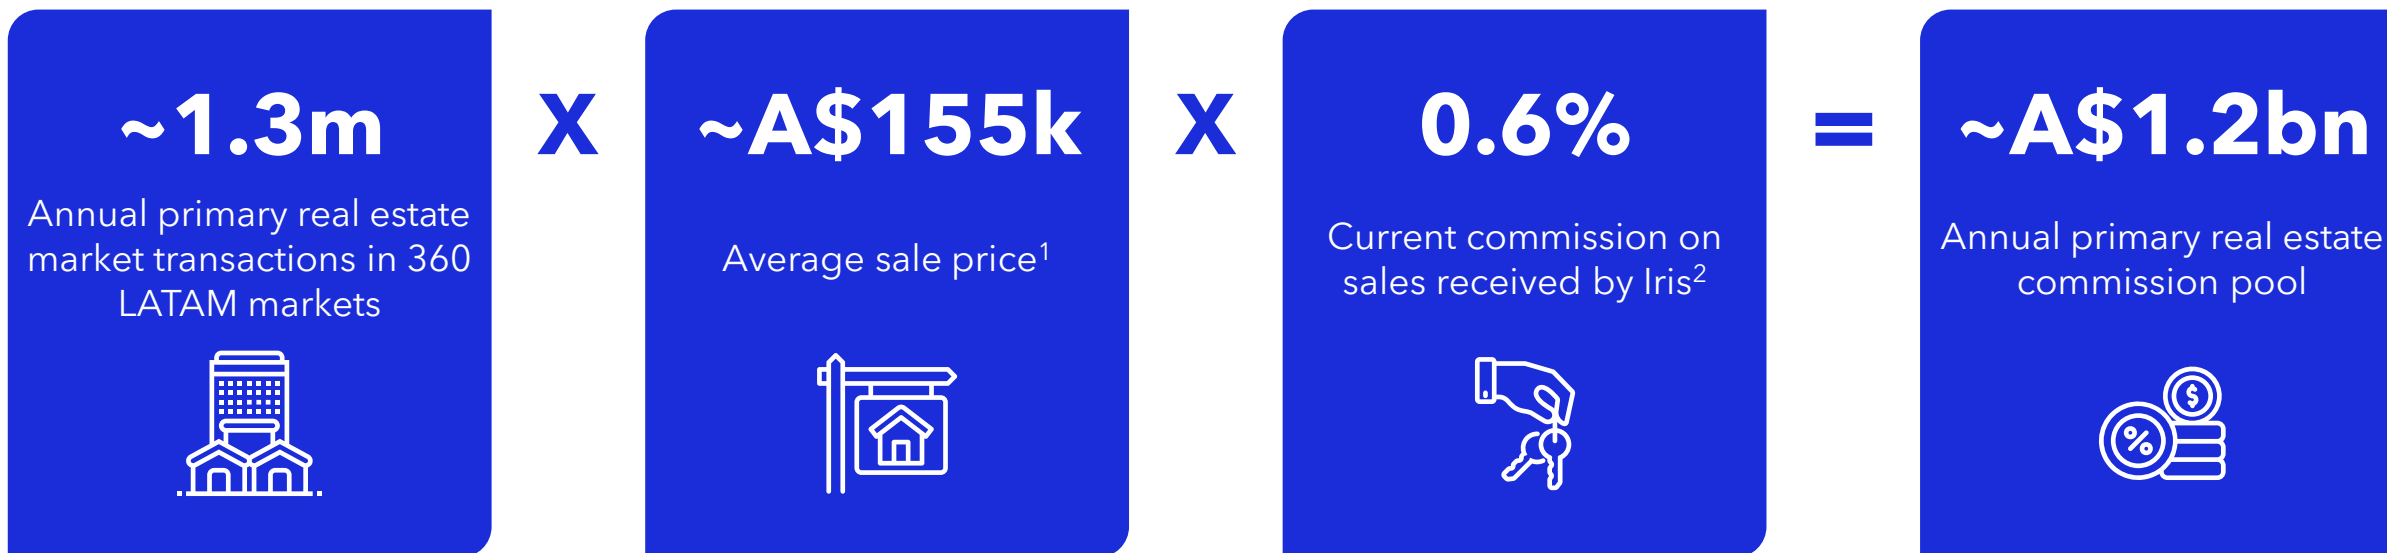 ~1.3m
Annual primary real estate
market transactions in 360
LATAM markets
X
~A$155k
Average sale price¹
X
0.6%
Current commission on
sales received by Iris²
=
~A$1.2bn
Annual primary real estate
commission pool
$
%